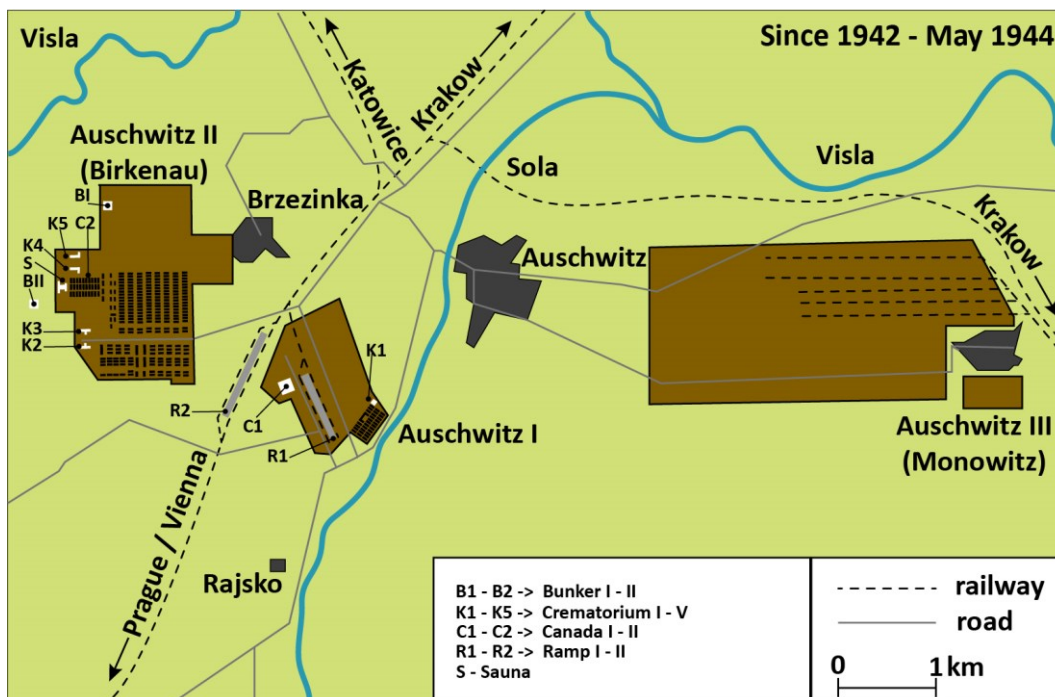 Visla
Since 1942 - May 1944
Katowice
Krakow
Auschwitz II
(Birkenau)
Brzezinka
Sola
Visla
BI
K5
C2
K4
S
BII
K3
K2
Auschwitz
Krakow
K1
R2
C1
R1
Auschwitz I
Auschwitz III
(Monowitz)
Prague / Vienna
Rajsko
B1 - B2 -> Bunker I - II
K1 - K5 -> Crematorium I - V
C1 - C2 -> Canada I - II
R1 - R2 -> Ramp I - II
S - Sauna
railway
road
0 1 km